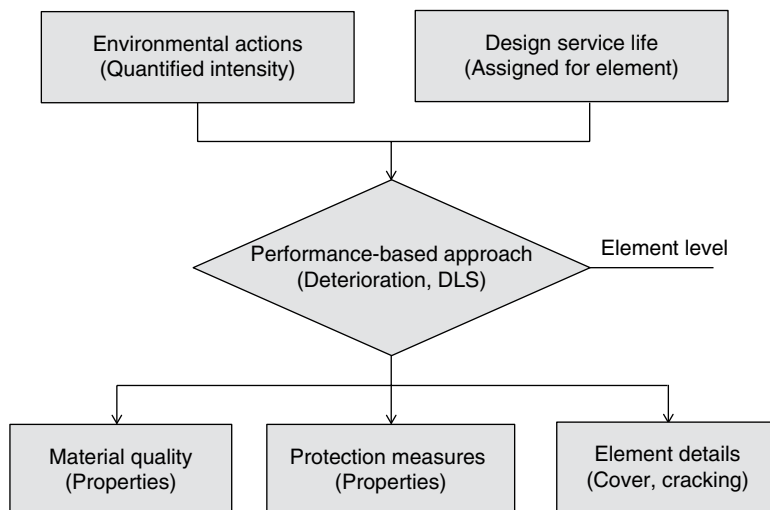 Environmental actions
(Quantified intensity)
Design service life
(Assigned for element)
Performance-based approach
(Deterioration, DLS)
Element level
Material quality
(Properties)
Protection measures
(Properties)
Element details
(Cover, cracking)